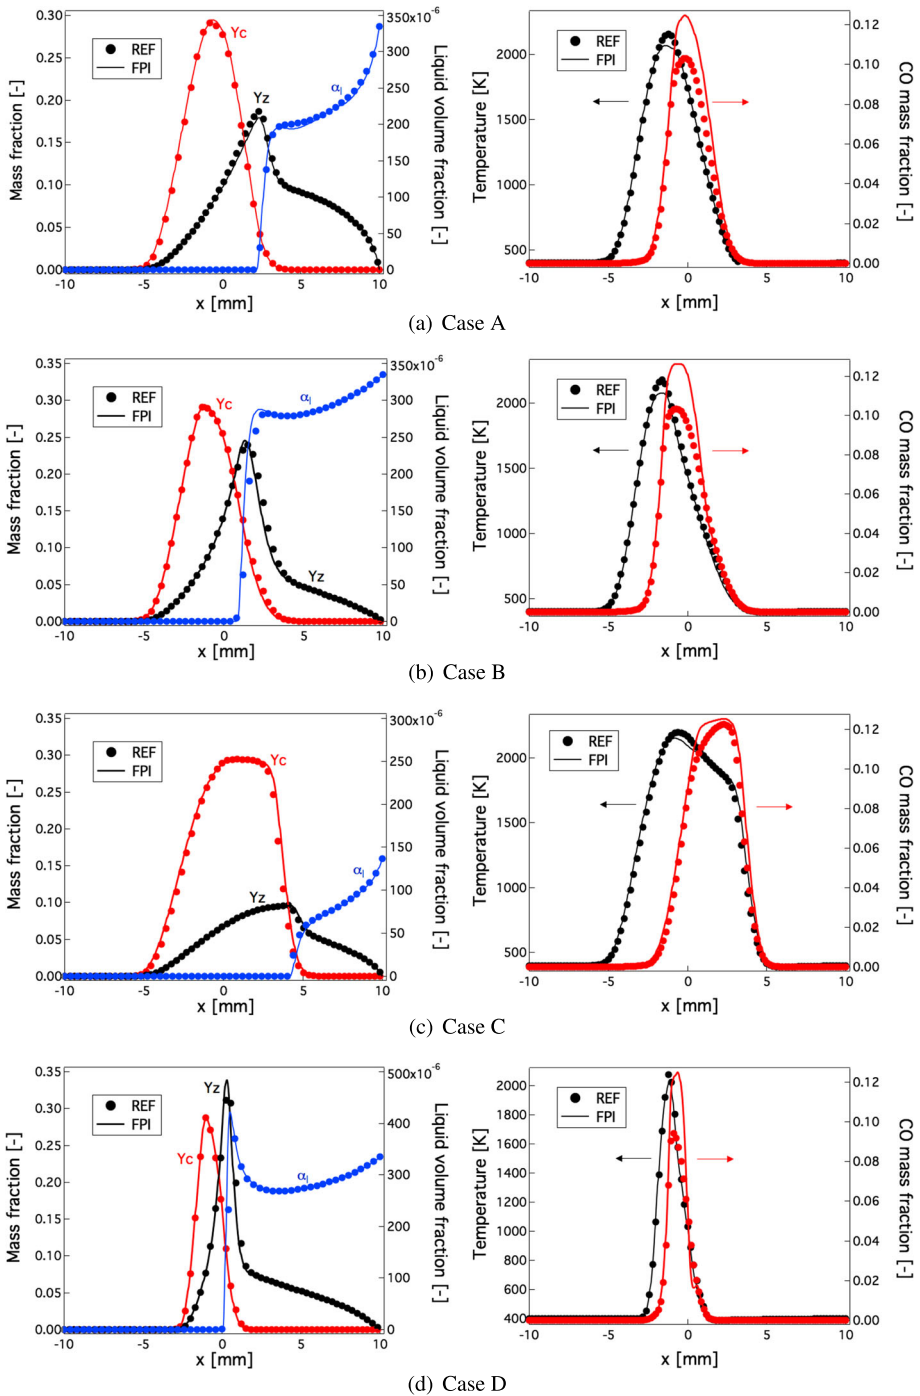 0.30
0.20
0.15
0.10
0.05
0.00
Mass fraction [-]
REF
FPI
Yc
Yz
αl
350x10-6
300
250
200
150
100
50
0
Liquid volume fraction [-]
-10
-5
0
5
10
x [mm]
2000
1500
1000
500
Temperature [K]
REF
FPI
0.12
0.10
0.08
0.06
0.04
0.02
0.00
CO mass fraction [-]
-10
-5
0
5
10
x [mm]
(a) Case A
0.35
0.30
0.25
0.20
0.15
0.10
0.05
0.00
Mass fraction [-]
REF
FPI
Yc
αl
Yz
350x10-6
300
250
200
150
100
50
0
Liquid volume fraction [-]
-10
-5
0
5
10
x [mm]
2000
1500
1000
500
Temperature [K]
REF
FPI
0.12
0.10
0.08
0.06
0.04
0.02
0.00
CO mass fraction [-]
-10
-5
0
5
10
x [mm]
(b) Case B
0.35
0.30
0.25
0.20
0.15
0.10
0.05
0.00
Mass fraction [-]
REF
FPI
Yc
Yz
αl
300x10-6
250
200
150
100
50
0
Liquid volume fraction [-]
-10
-5
0
5
10
x [mm]
2000
1500
1000
500
Temperature [K]
REF
FPI
0.12
0.10
0.08
0.06
0.04
0.02
0.00
CO mass fraction [-]
-10
-5
0
5
10
x [mm]
(c) Case C
0.35
0.30
0.25
0.20
0.15
0.10
0.05
0.00
Mass fraction [-]
REF
FPI
Yz
Yc
αl
500x10-6
400
300
200
100
0
Liquid volume fraction [-]
-10
-5
0
5
10
x [mm]
2000
1800
1600
1400
1200
1000
800
600
400
Temperature [K]
REF
FPI
0.12
0.10
0.08
0.06
0.04
0.02
0.00
CO mass fraction [-]
-10
-5
0
5
10
x [mm]
(d) Case D